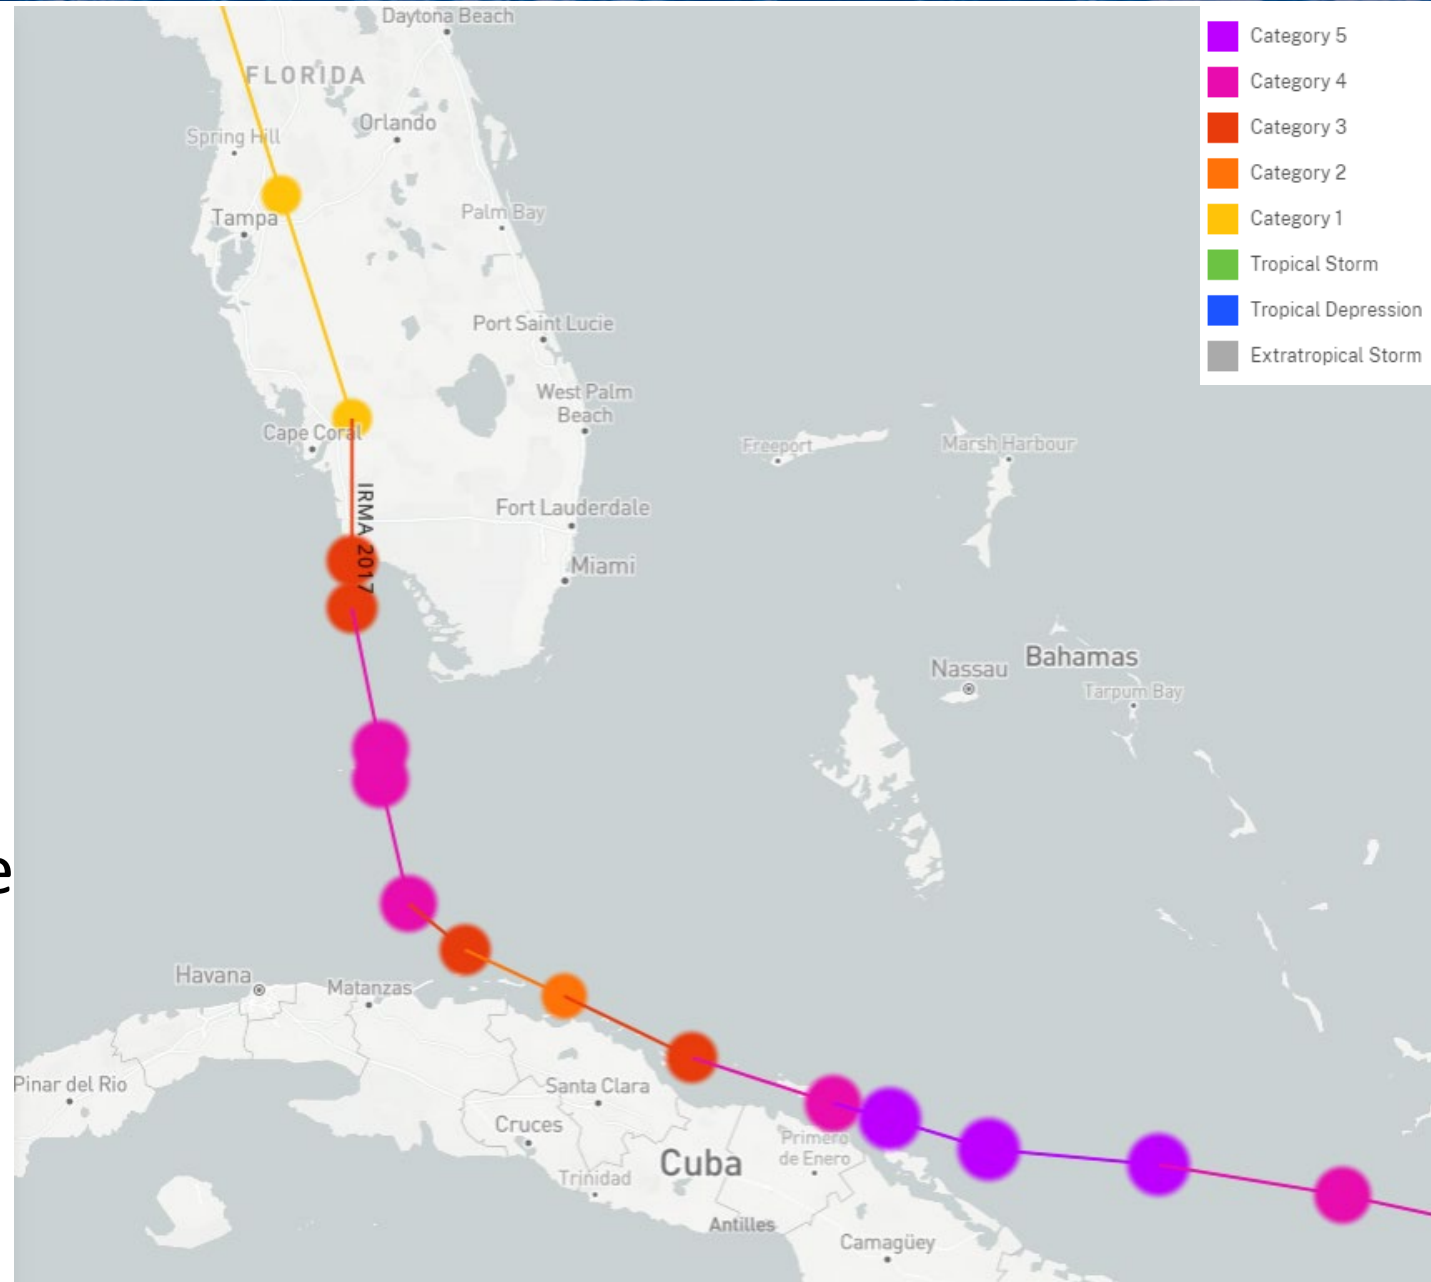 Daytona Beach
FLORIDA
Spring Hill
Orlando
Tampa
Palm Bay
Port Saint Lucie
West Palm
Beach
Cape Coral
IRMA 2017
Fort Lauderdale
Miami
Freeport
Marsh Harbour
Nassau
Bahamas
Tarpum Bay
e
Havana
Matanzas
Pinar del Rio
Santa Clara
Cruces
Trinidad
Cuba
Primero
de Enero
Antilles
Camagüey
Category 5
Category 4
Category 3
Category 2
Category 1
Tropical Storm
Tropical Depression
Extratropical Storm